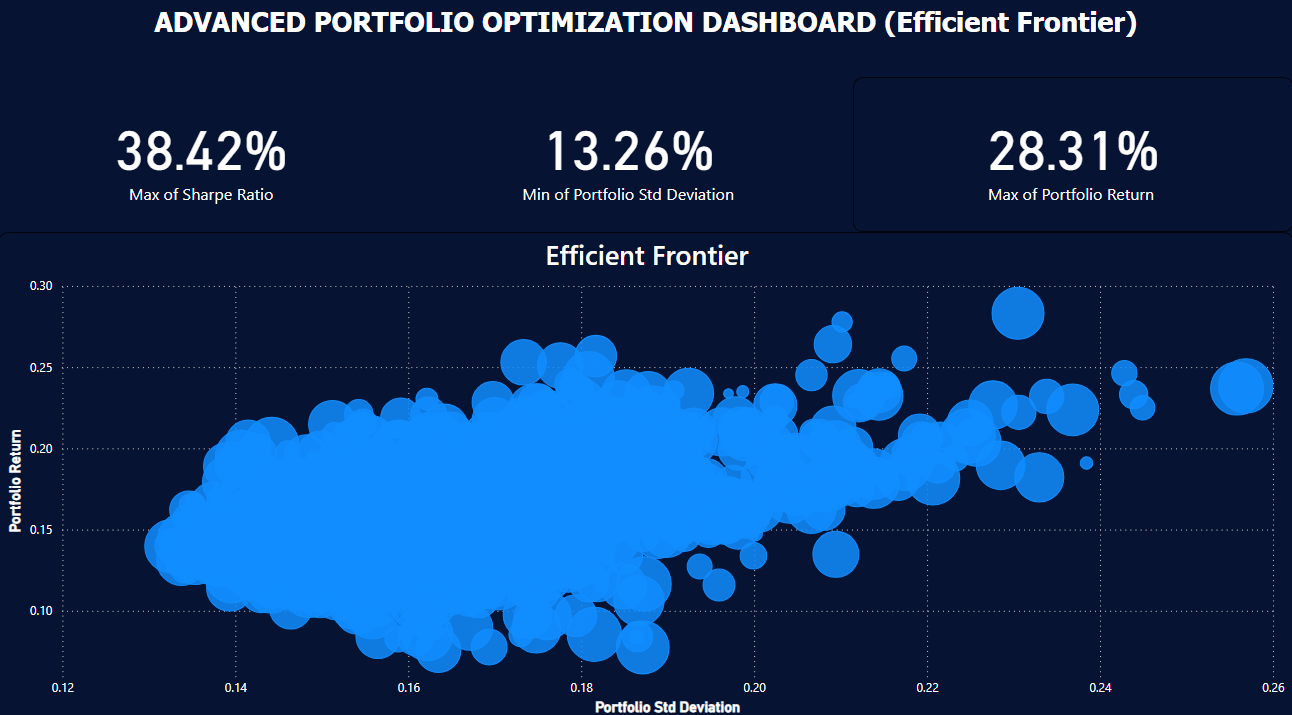 ADVANCED PORTFOLIO OPTIMIZATION DASHBOARD (Efficient Frontier)
38.42%
Max of Sharpe Ratio
13.26%
Min of Portfolio Std Deviation
28.31%
Max of Portfolio Return
Efficient Frontier
Portfolio Return
0.30
0.25
0.20
0.15
0.10
0.12 0.14 0.16 0.18 0.20 0.22 0.24 0.26
Portfolio Std Deviation